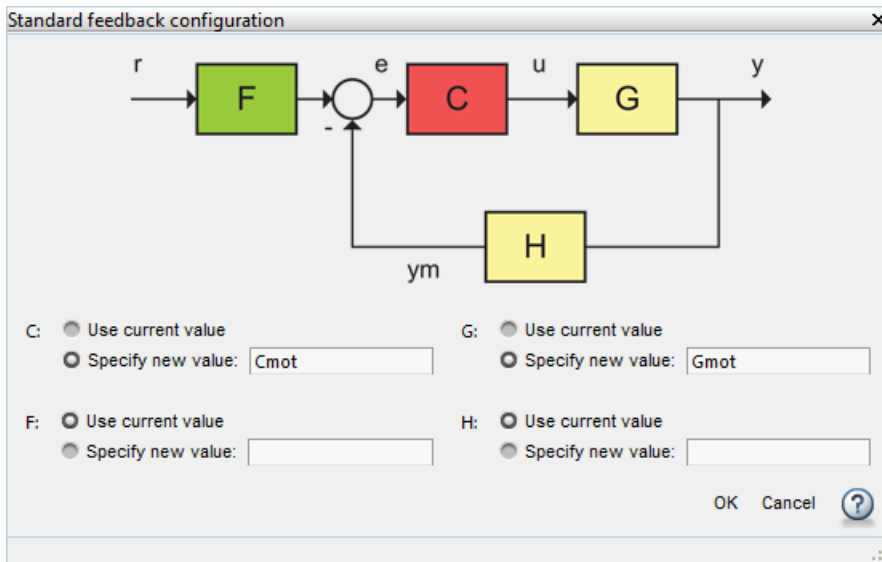 Standard feedback configuration
r e u y
F C G
-
H
ym
C: Use current value G: Use current value
Specify new value: Cmot Specify new value: Gmot
F: Use current value H: Use current value
Specify new value: Specify new value:
OK Cancel ?